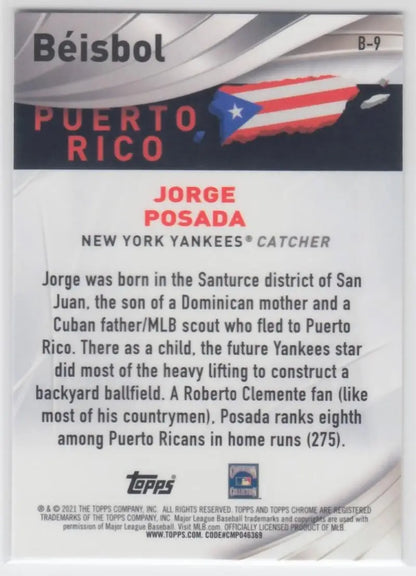 Béisbol
B-9
PUERTO
RICO
JORGE
POSADA
NEW YORK YANKEES® CATCHER
Jorge was born in the Santurce district of San
Juan, the son of a Dominican mother and a
Cuban father/MLB scout who fled to Puerto
Rico. There as a child, the future Yankees star
did most of the heavy lifting to construct a
backyard ballfield. A Roberto Clemente fan (like
most of his countrymen), Posada ranks eighth
among Puerto Ricans in home runs (275).
Topps
COOPERSTOWN
COLLECTION
℗ & © 2021 THE TOPPS COMPANY, INC. ALL RIGHTS RESERVED. TOPPS AND TOPPS CHROME ARE REGISTERED
TRADEMARKS OF THE TOPPS COMPANY, INC. Major League Baseball trademarks and copyrights are used with
permission of Major League Baseball. Visit MLB.com. OFFICIALLY LICENSED PRODUCT OF MLB.
WWW.TOPPS.COM. CODE#CMP046369